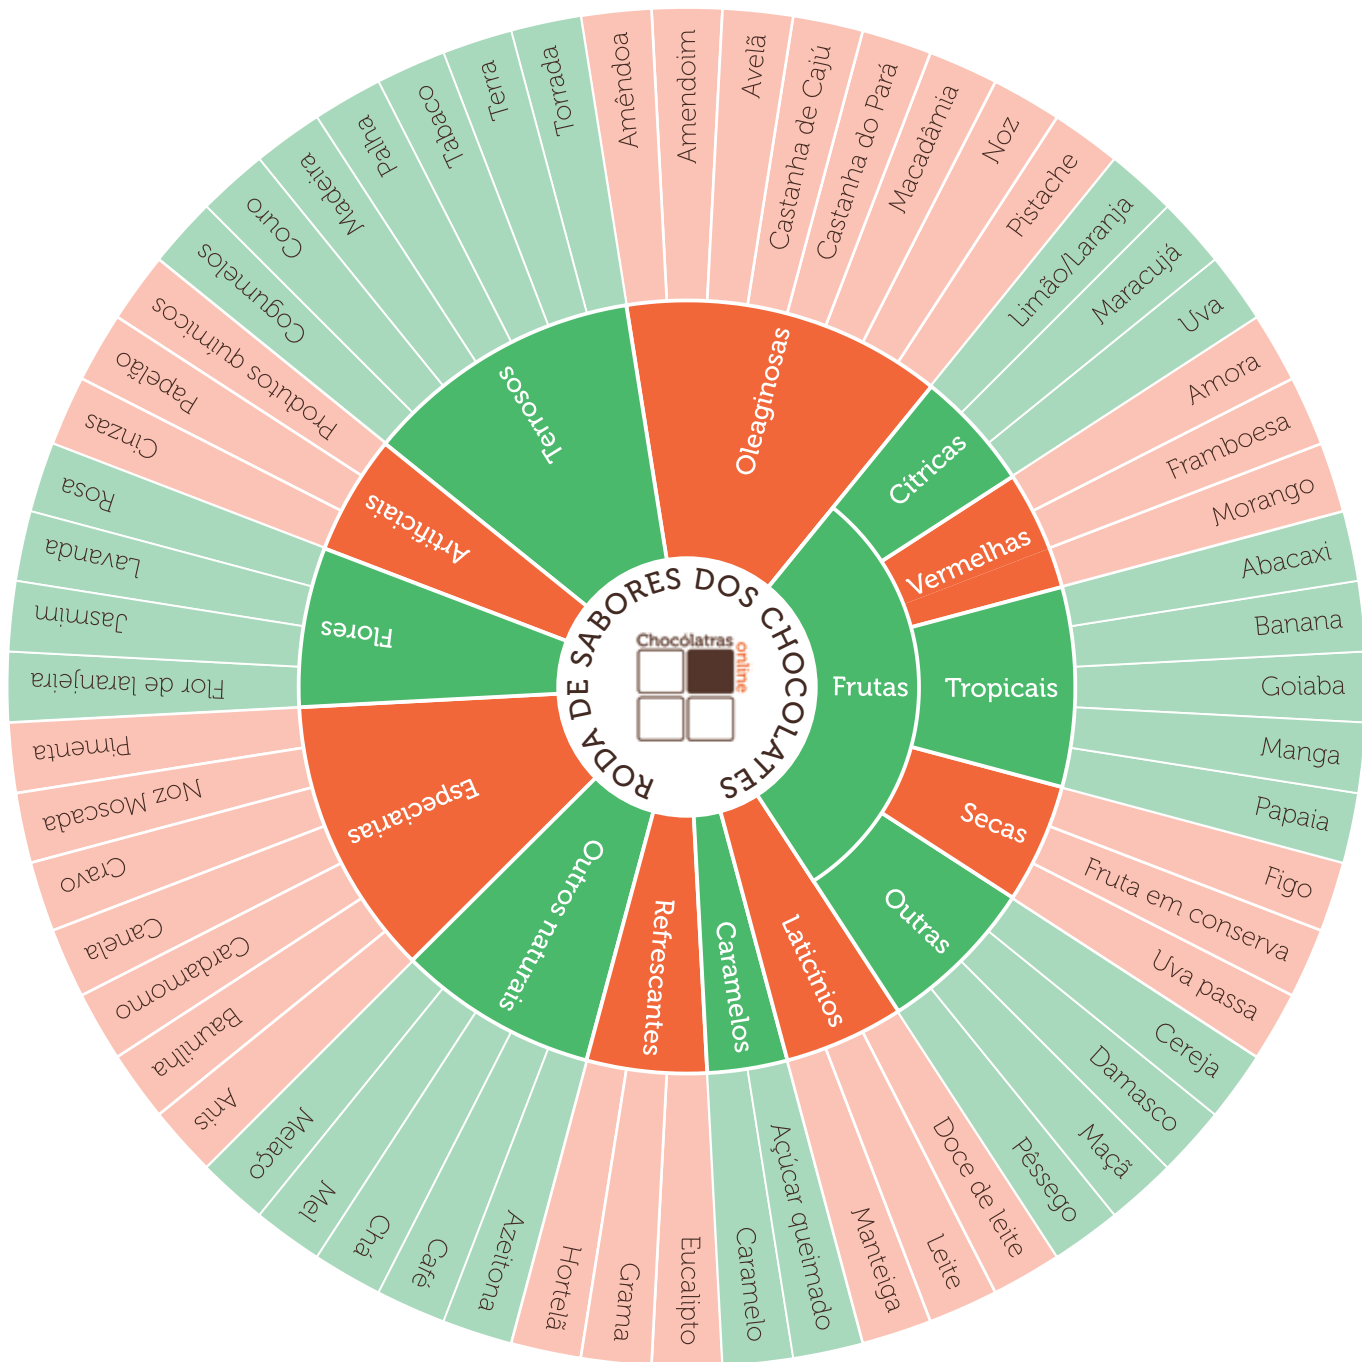 RODA DE SABORES DOS CHOCOLATES
Chocólatras
online
Oleaginosas
Amêndoa
Amendoim
Avelã
Castanha de Cajú
Castanha do Pará
Macadâmia
Noz
Pistache
Frutas
Cítricas
Limão/Laranja
Maracujá
Uva
Vermelhas
Amora
Framboesa
Morango
Tropicais
Abacaxi
Banana
Goiaba
Manga
Papaia
Secas
Figo
Fruta em conserva
Uva passa
Outras
Cereja
Damasco
Maçã
Pêssego
Laticínios
Doce de leite
Leite
Manteiga
Caramelos
Açúcar queimado
Caramelo
Refrescantes
Eucalipto
Grama
Hortelã
Outros naturais
Azeitona
Café
Chá
Mel
Melaço
Especiarias
Anis
Baunilha
Cardamomo
Canela
Cravo
Noz Moscada
Pimenta
Flores
Flor de laranjeira
Jasmim
Lavanda
Rosa
Artificiais
Cinzas
Papelão
Produtos químicos
Terrosos
Cogumelos
Couro
Madeira
Palha
Tabaco
Terra
Torrada